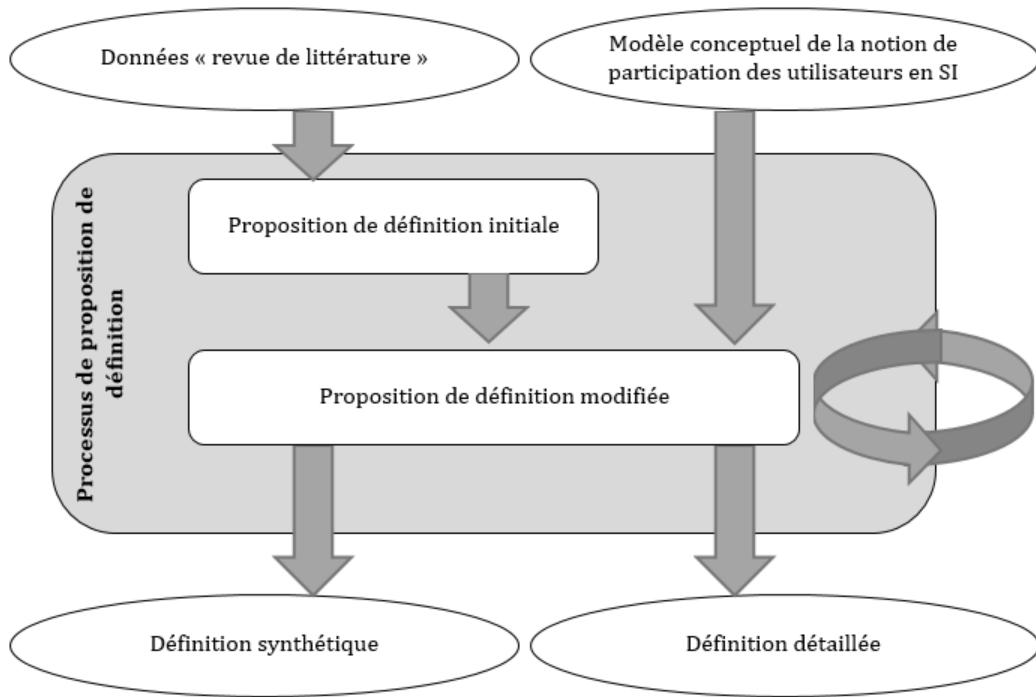 Données « revue de littérature »
Modèle conceptuel de la notion de
participation des utilisateurs en SI
Processus de proposition de
définition
Proposition de définition initiale
Proposition de définition modifiée
Définition synthétique
Définition détaillée